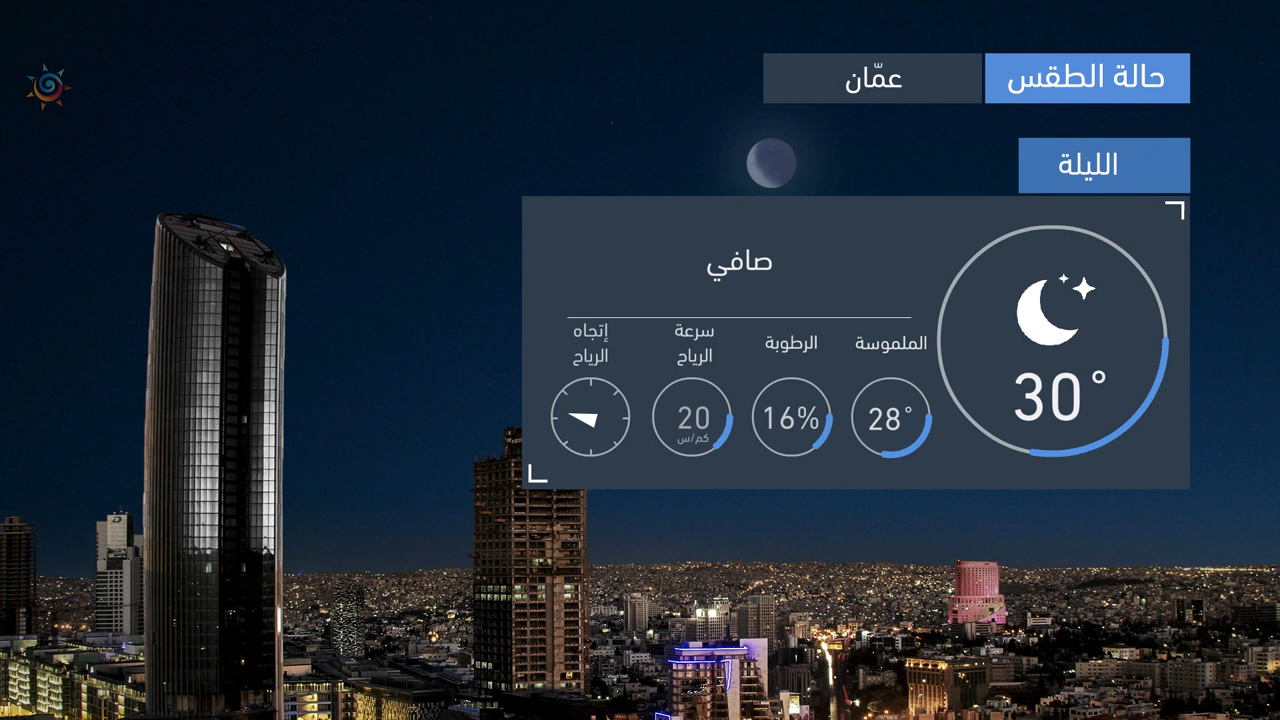 حالة الطقس
عمّان
الليلة
صافي
30°
الملموسة
28°
الرطوبة
16%
سرعة
الرياح
20
كم/س
إتجاه
الرياح